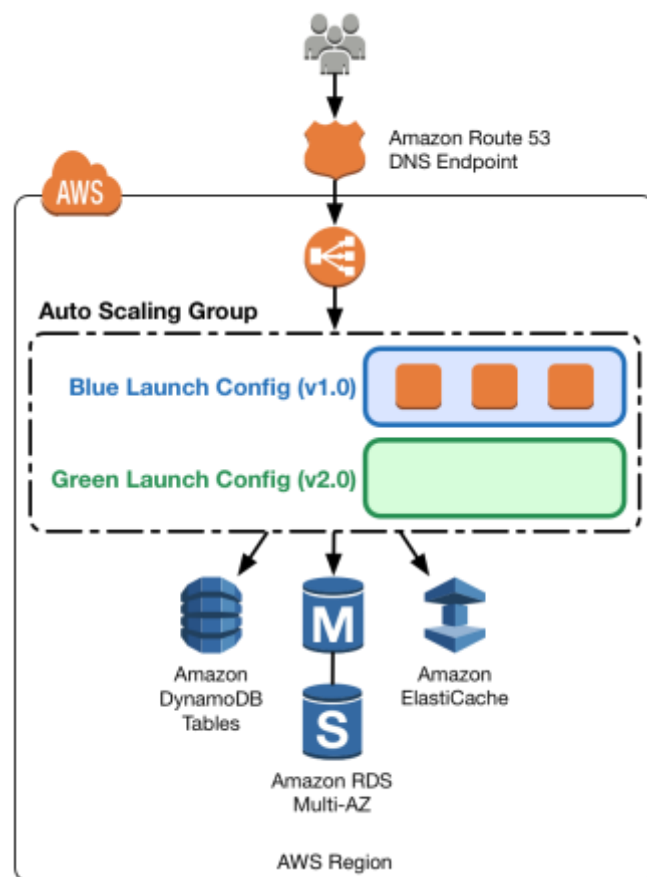 Amazon Route 53
DNS Endpoint
AWS
Auto Scaling Group
Blue Launch Config (v1.0)
Green Launch Config (v2.0)
M
Amazon
DynamoDB
Tables
Amazon
ElastiCache
S
Amazon RDS
Multi-AZ
AWS Region